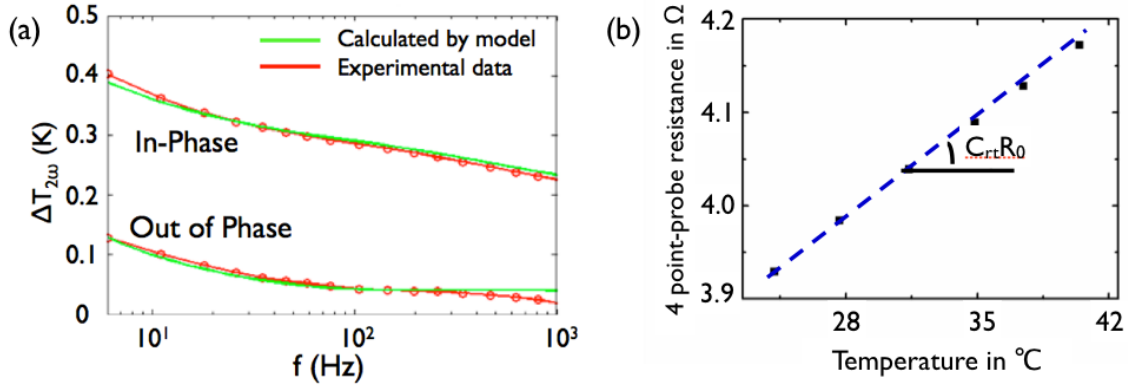 (a)
Calculated by model
Experimental data
In-Phase
Out of Phase
ΔT2ω (K)
0.5
0.4
0.3
0.2
0.1
0
10¹
10²
10³
f (Hz)
(b)
4 point-probe resistance in Ω
4.2
4.1
4.0
3.9
CrtR0
28
35
42
Temperature in °C